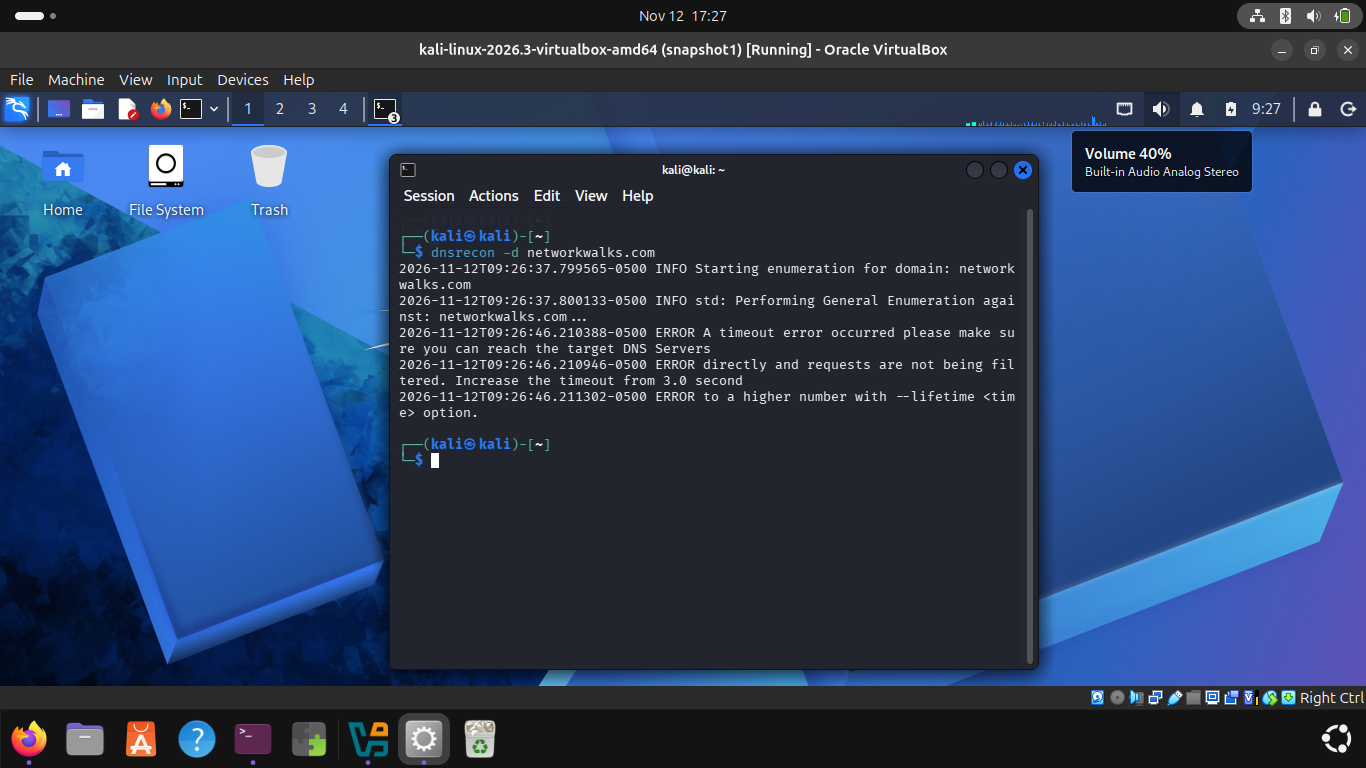 Nov 12 17:27
kali-linux-2026.3-virtualbox-amd64 (snapshot1) [Running] - Oracle VirtualBox
File Machine View Input Devices Help
1 2 3 4
3
9:27
Volume 40%
Built-in Audio Analog Stereo
Home
File System
Trash
kali@kali: ~
Session Actions Edit View Help
┌──(kali㉿kali)-[~]
└─$ dnsrecon -d networkwalks.com
2026-11-12T09:26:37.799565-0500 INFO Starting enumeration for domain: network
walks.com
2026-11-12T09:26:37.800133-0500 INFO std: Performing General Enumeration agai
nst: networkwalks.com...
2026-11-12T09:26:46.210388-0500 ERROR A timeout error occurred please make su
re you can reach the target DNS Servers
2026-11-12T09:26:46.210946-0500 ERROR directly and requests are not being fil
tered. Increase the timeout from 3.0 second
2026-11-12T09:26:46.211302-0500 ERROR to a higher number with --lifetime <tim
e> option.
┌──(kali㉿kali)-[~]
└─$
Right Ctrl